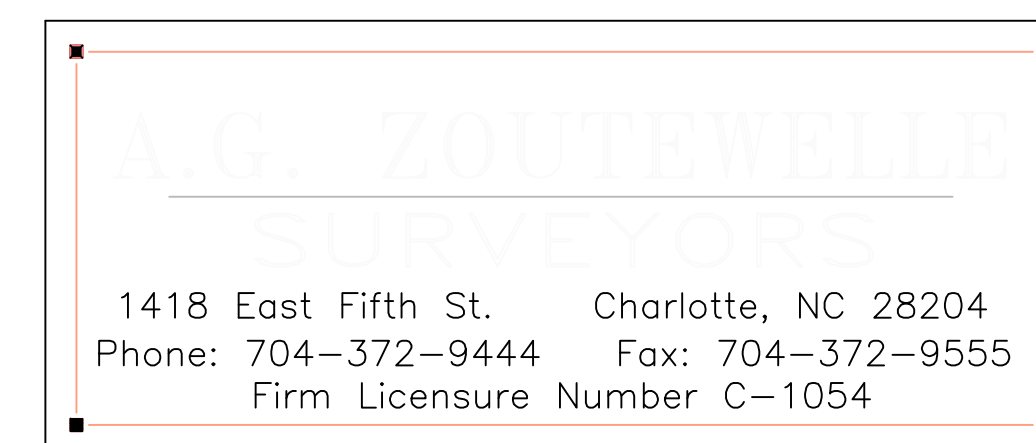 A.G. ZOUTEWELLE
SURVEYORS
1418 East Fifth St. Charlotte, NC 28204
Phone: 704-372-9444 Fax: 704-372-9555
Firm Licensure Number C-1054